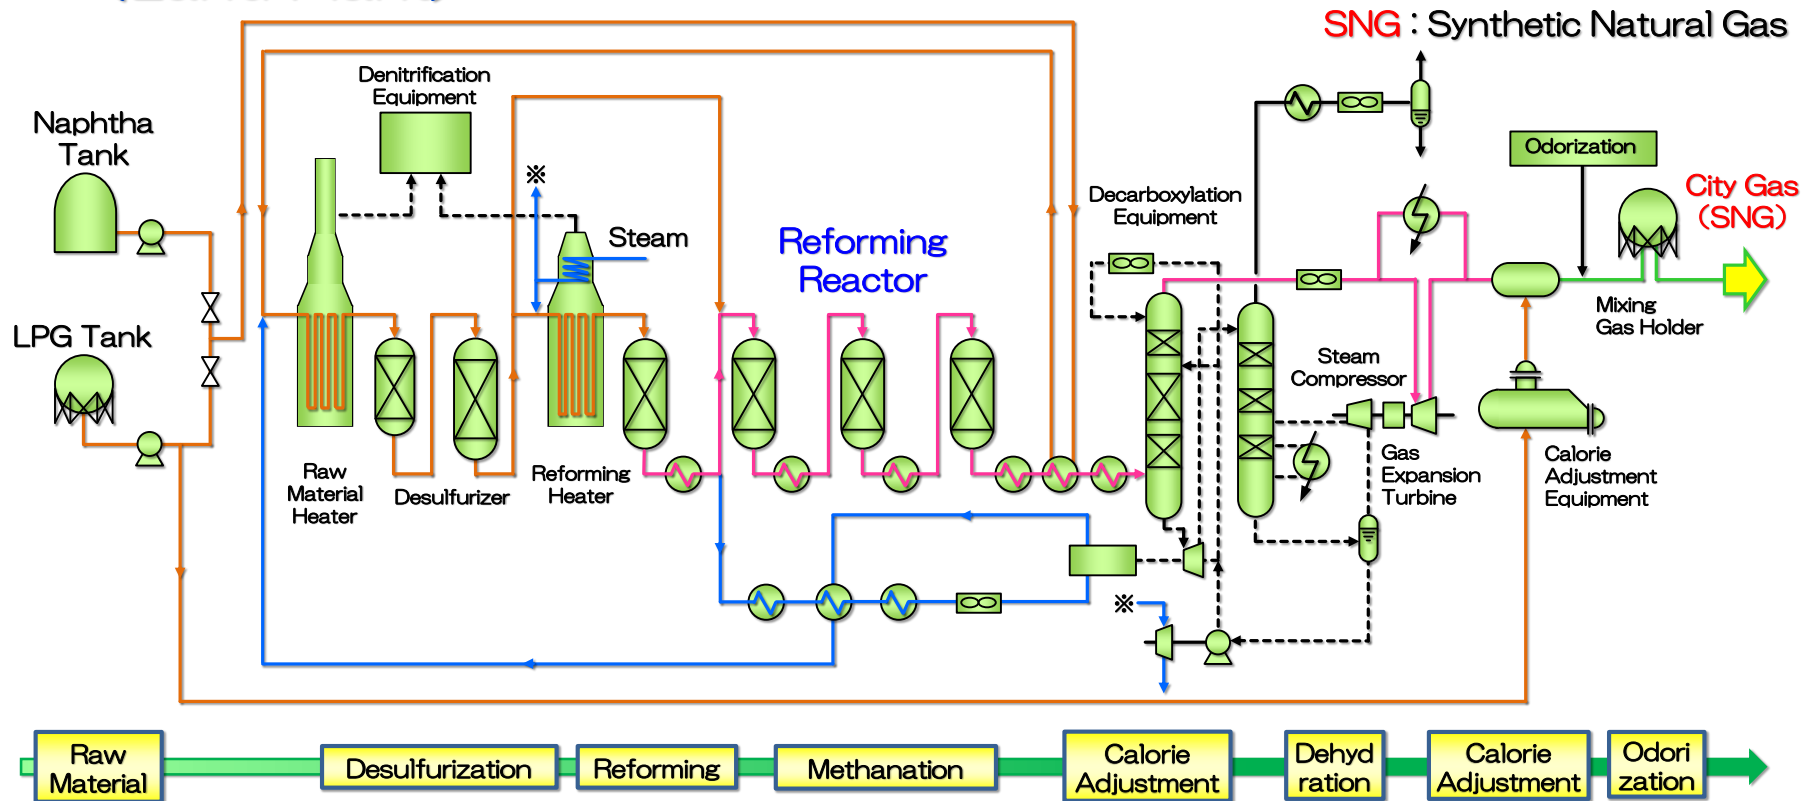 SNG : Synthetic Natural Gas
Denitrification
Equipment
Naphtha
Tank
Odorization
※
City Gas
(SNG)
Decarboxylation
Equipment
Steam
Reforming
Reactor
Mixing
Gas Holder
LPG Tank
Steam
Compressor
Raw
Material
Heater
Desulfurizer
Reforming
Heater
Gas
Expansion
Turbine
Calorie
Adjustment
Equipment
※
Raw
Material
Desulfurization
Reforming
Methanation
Calorie
Adjustment
Dehyd
ration
Calorie
Adjustment
Odori
zation